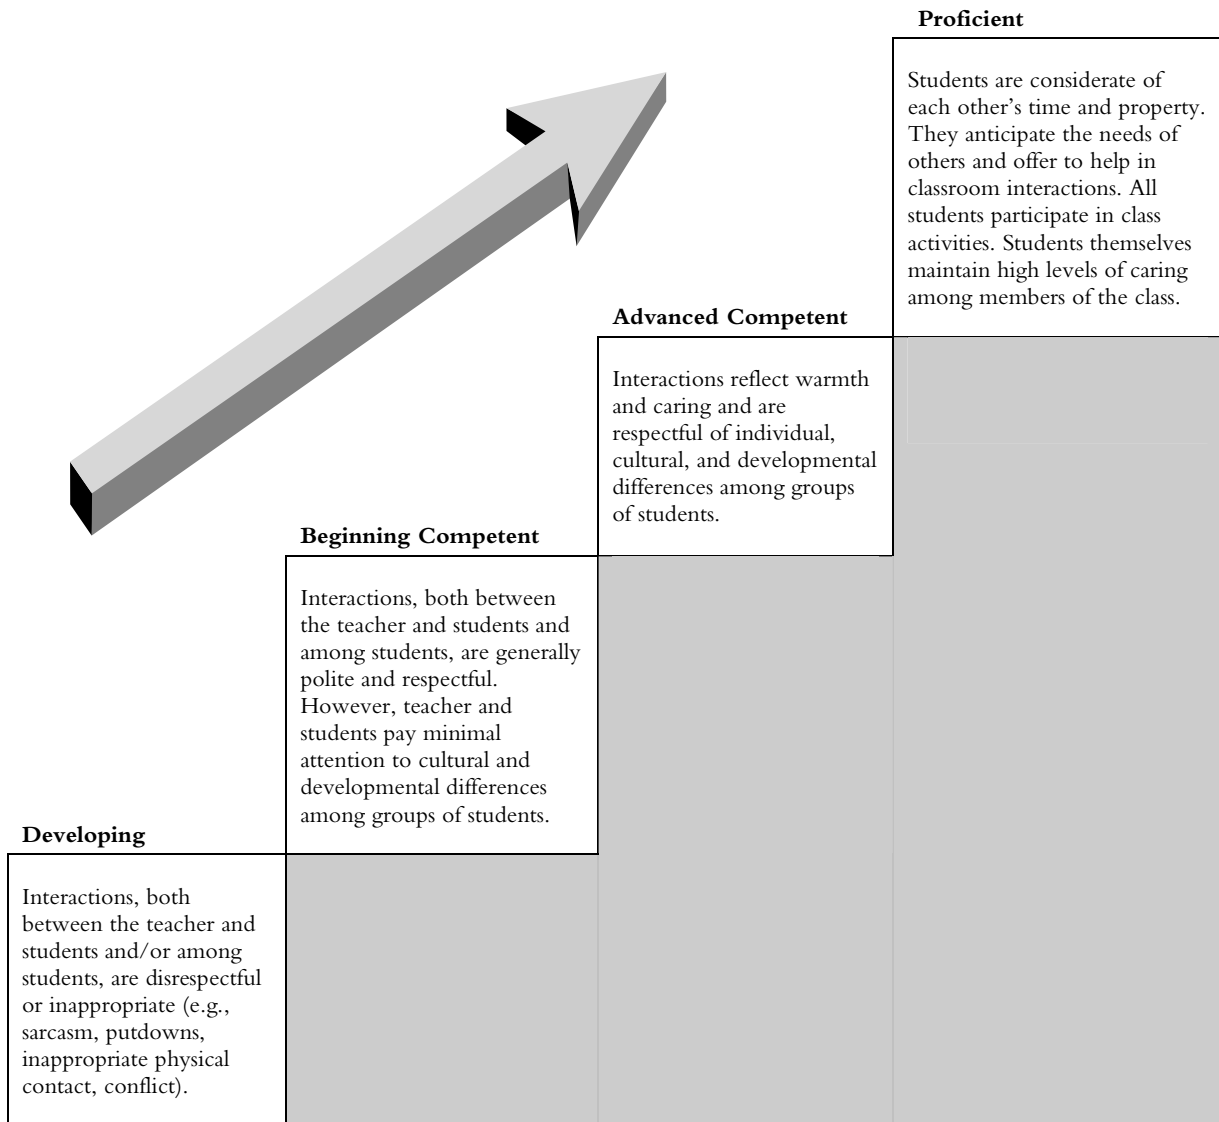 Proficient
Students are considerate of
each other’s time and property.
They anticipate the needs of
others and offer to help in
classroom interactions. All
students participate in class
activities. Students themselves
maintain high levels of caring
among members of the class.
Advanced Competent
Interactions reflect warmth
and caring and are
respectful of individual,
cultural, and developmental
differences among groups
of students.
Beginning Competent
Interactions, both between
the teacher and students and
among students, are generally
polite and respectful.
However, teacher and
students pay minimal
attention to cultural and
developmental differences
among groups of students.
Developing
Interactions, both
between the teacher and
students and/or among
students, are disrespectful
or inappropriate (e.g.,
sarcasm, putdowns,
inappropriate physical
contact, conflict).